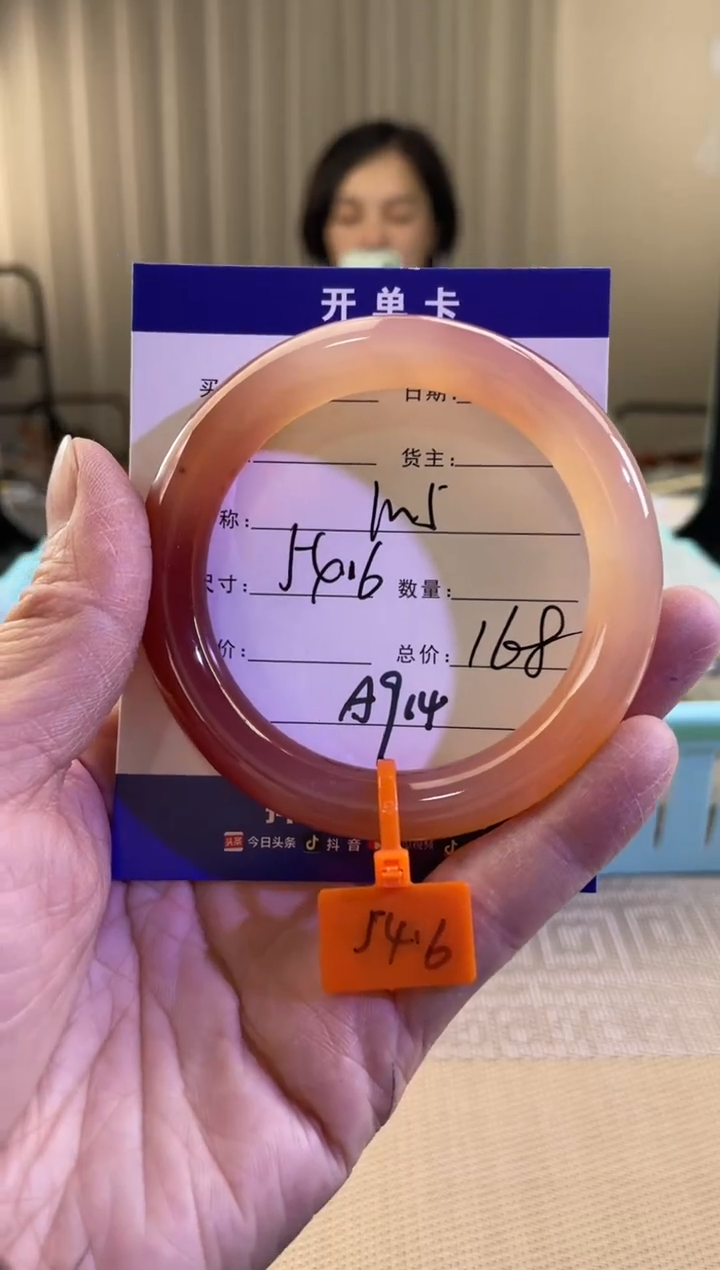 开单卡
买
日期:
货主:
称:
尺寸: 54.6 数量:
价: 总价: 168
A914
今日头条 抖音
54.6